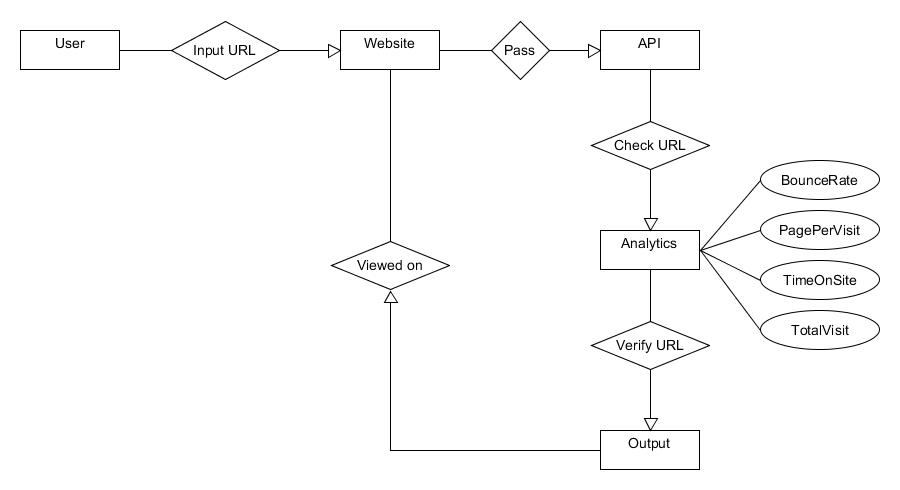 User
Input URL
Website
Pass
API
Check URL
BounceRate
PagePerVisit
Analytics
TimeOnSite
Viewed on
TotalVisit
Verify URL
Output